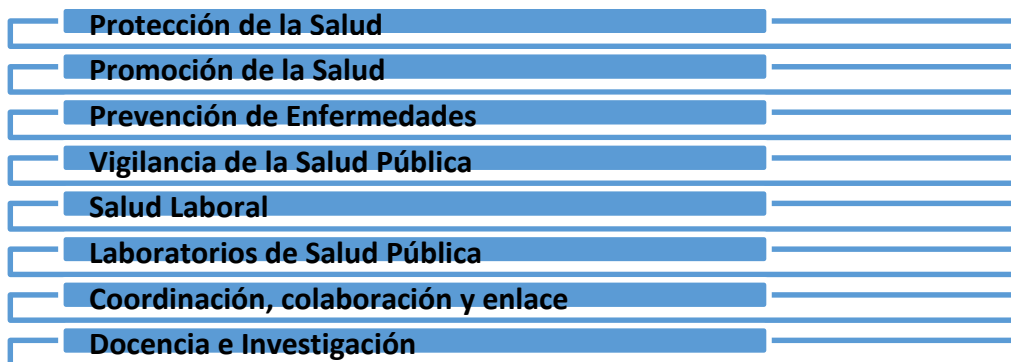 Protección de la Salud
Promoción de la Salud
Prevención de Enfermedades
Vigilancia de la Salud Pública
Salud Laboral
Laboratorios de Salud Pública
Coordinación, colaboración y enlace
Docencia e Investigación